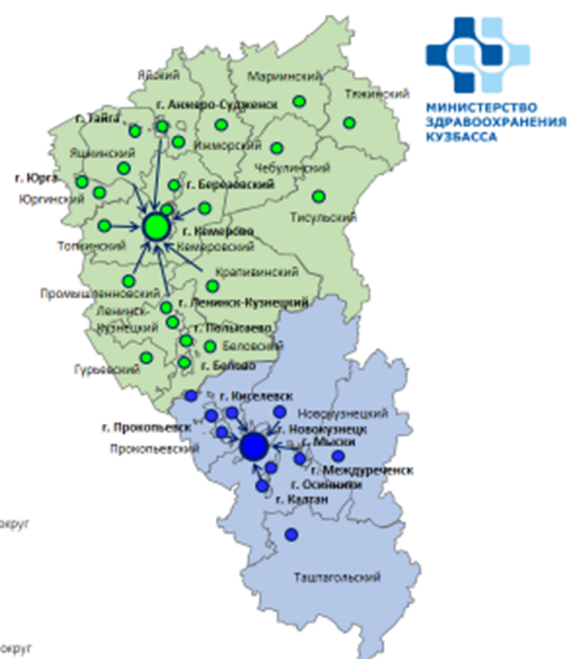 МИНИСТЕРСТВО
ЗДРАВООХРАНЕНИЯ
КУЗБАССА
Яйский
Мариинский
Тяжинский
г. Анжеро-Судженск
г. Тайга
Ижморский
Яшкинский
Чебулинский
г. Юрга
г. Березовский
Юргинский
Тисульский
г. Кемерово
Топкинский
Кемеровский
Крапивинский
Промышленновский
г. Ленинск-Кузнецкий
Ленинск-
Кузнецкий
г. Полысаево
Беловский
Гурьевский
г. Белово
г. Киселевск
Новокузнецкий
г. Прокопьевск
г. Новокузнецк
г. Мыски
Прокопьевский
г. Междуреченск
г. Осинники
г. Калтан
округ
Таштагольский
округ